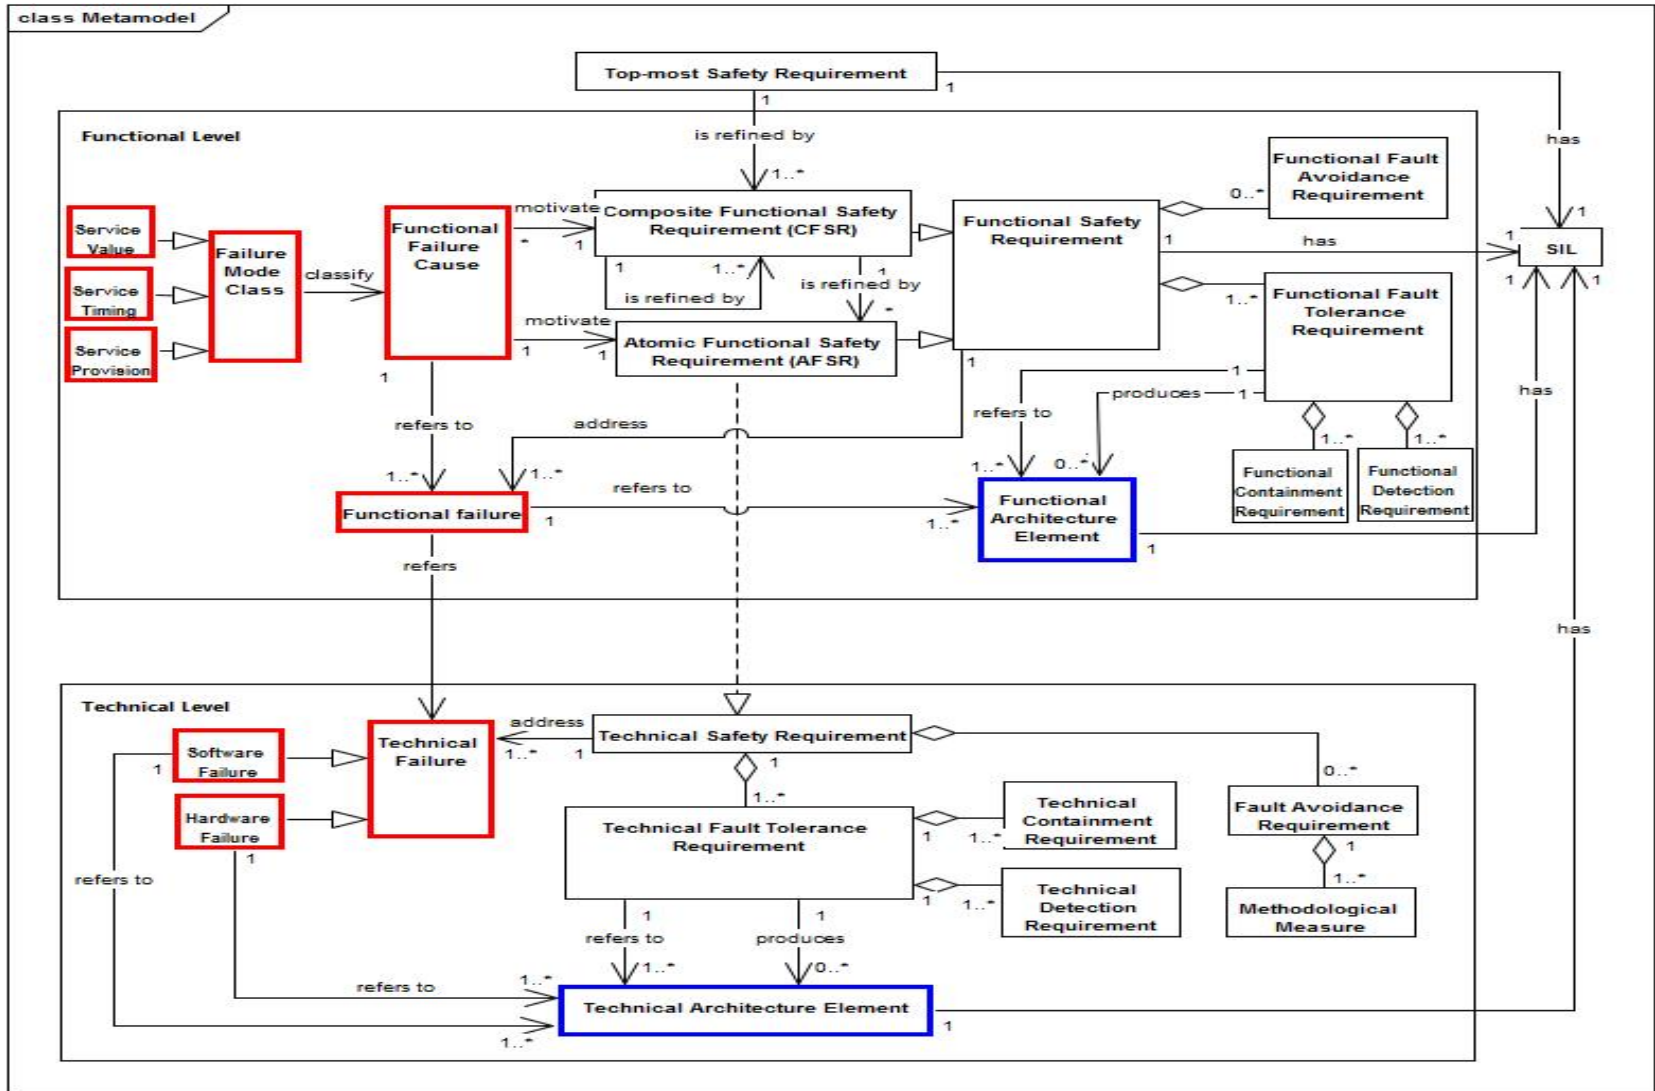 class Metamodel
Top-most Safety Requirement
1
1
is refined by
has
Functional Level
1..*
Functional Fault
Avoidance
Requirement
0..*
Service
Value
Service
Timing
Service
Provision
Failure
Mode
Class
classify
Functional
Failure
Cause
motivate
*
1
Composite Functional Safety
Requirement (CFSR)
1
1..*
is refined by
1
is refined by
*
motivate
1
1
Atomic Functional Safety
Requirement (AFSR)
Functional Safety
Requirement
1
has
1
1
SIL
1
1
1..*
Functional Fault
Tolerance
Requirement
1
refers to
1
produces
1
has
1
refers to
address
1..*
1..*
1..*
0..*
1..*
1..*
Functional
Containment
Requirement
Functional
Detection
Requirement
Functional failure
1
refers to
1..*
Functional
Architecture
Element
1
refers
has
Technical Level
Software
Failure
1
Hardware
Failure
1
Technical
Failure
address
1..*
1
Technical Safety Requirement
1
1..*
0..*
Technical Fault Tolerance
Requirement
1
1..*
Technical
Containment
Requirement
1
1..*
Technical
Detection
Requirement
Fault Avoidance
Requirement
1
1..*
Methodological
Measure
refers to
1
refers to
1..*
1
produces
0..*
refers to
1..*
1..*
Technical Architecture Element
1